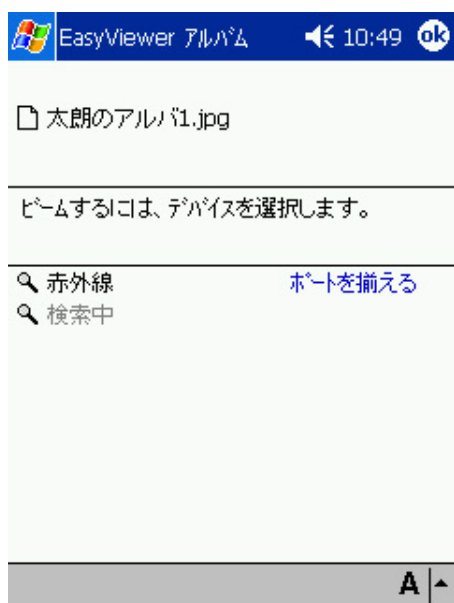 EasyViewer ｱﾙﾊﾞﾑ 10:49 ok
太朗のアルバ1.jpg
ﾋﾞｰﾑするには、ﾃﾞﾊﾞｲｽを選択します。
赤外線 ﾎﾟｰﾄを揃える
検索中
A